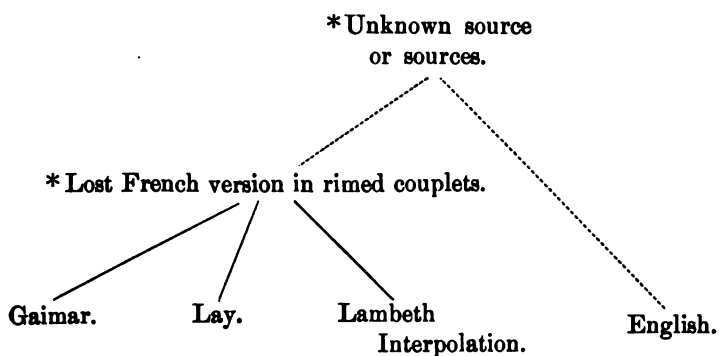 *Unknown source
or sources.
*Lost French version in rimed couplets.
Gaimar.
Lay.
Lambeth
Interpolation.
English.